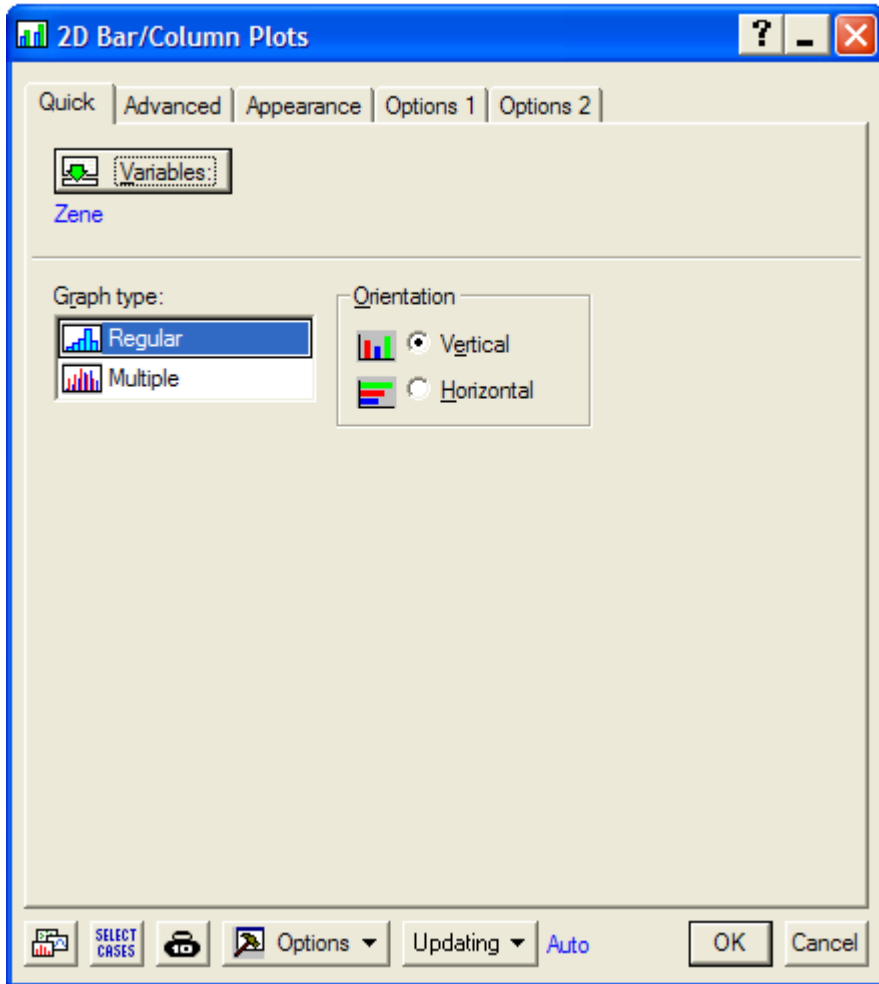 2D Bar/Column Plots
?
Quick Advanced Appearance Options 1 Options 2
Variables:
Zene
Graph type:
Regular
Multiple
Orientation
Vertical
Horizontal
SELECT CASES
Options
Updating
Auto
OK
Cancel